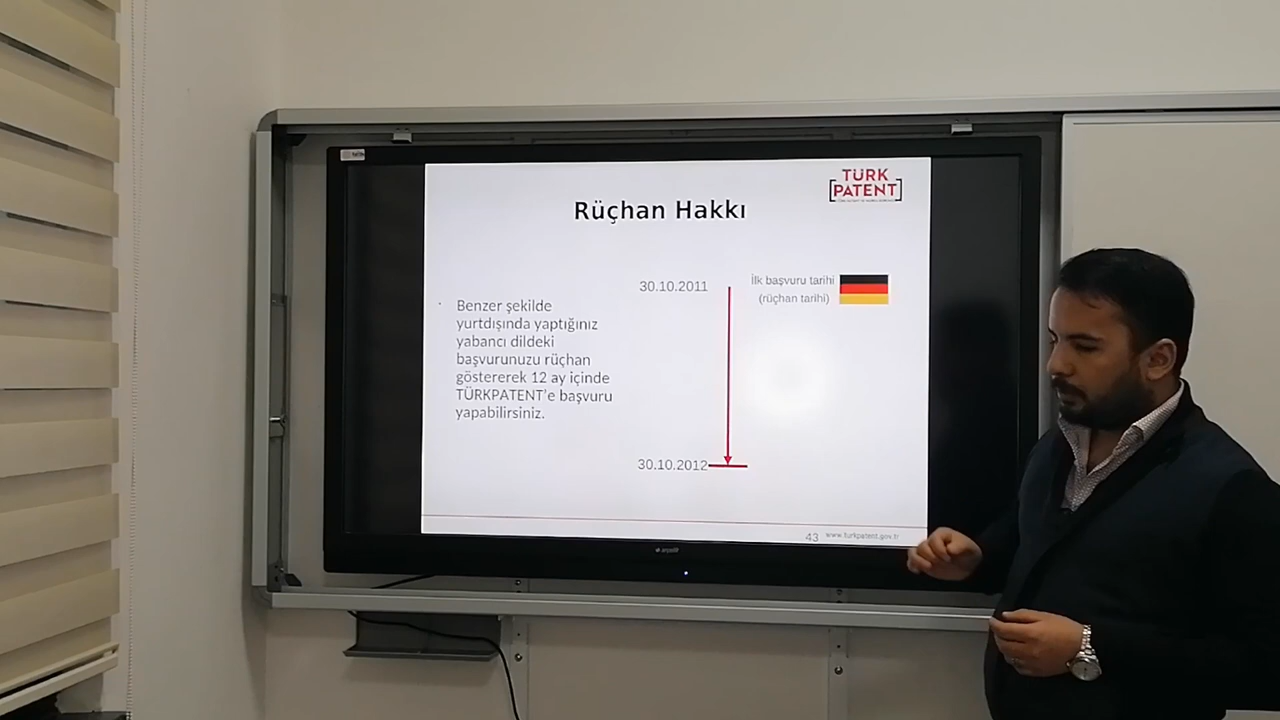 TÜRK
PATENT
Rüçhan Hakkı
30.10.2011
İlk başvuru tarihi
(rüçhan tarihi)
Benzer şekilde
yurtdışında yaptığınız
yabancı dildeki
başvurunuzu rüçhan
göstererek 12 ay içinde
TÜRKPATENT'e başvuru
yapabilirsiniz.
30.10.2012
43 www.turkpatent.gov.tr